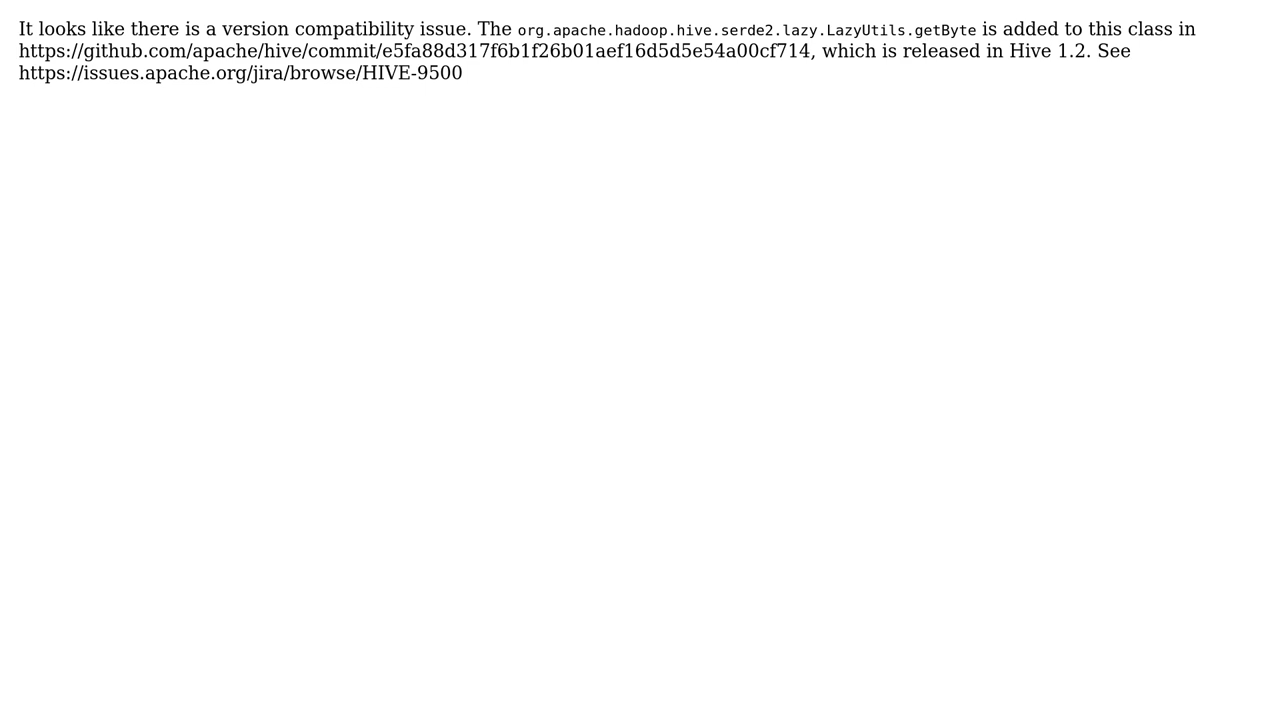 It looks like there is a version compatibility issue. The org.apache.hadoop.hive.serde2.lazy.LazyUtils.getByte is added to this class in
https://github.com/apache/hive/commit/e5fa88d317f6b1f26b01aef16d5d5e54a00cf714, which is released in Hive 1.2. See
https://issues.apache.org/jira/browse/HIVE-9500